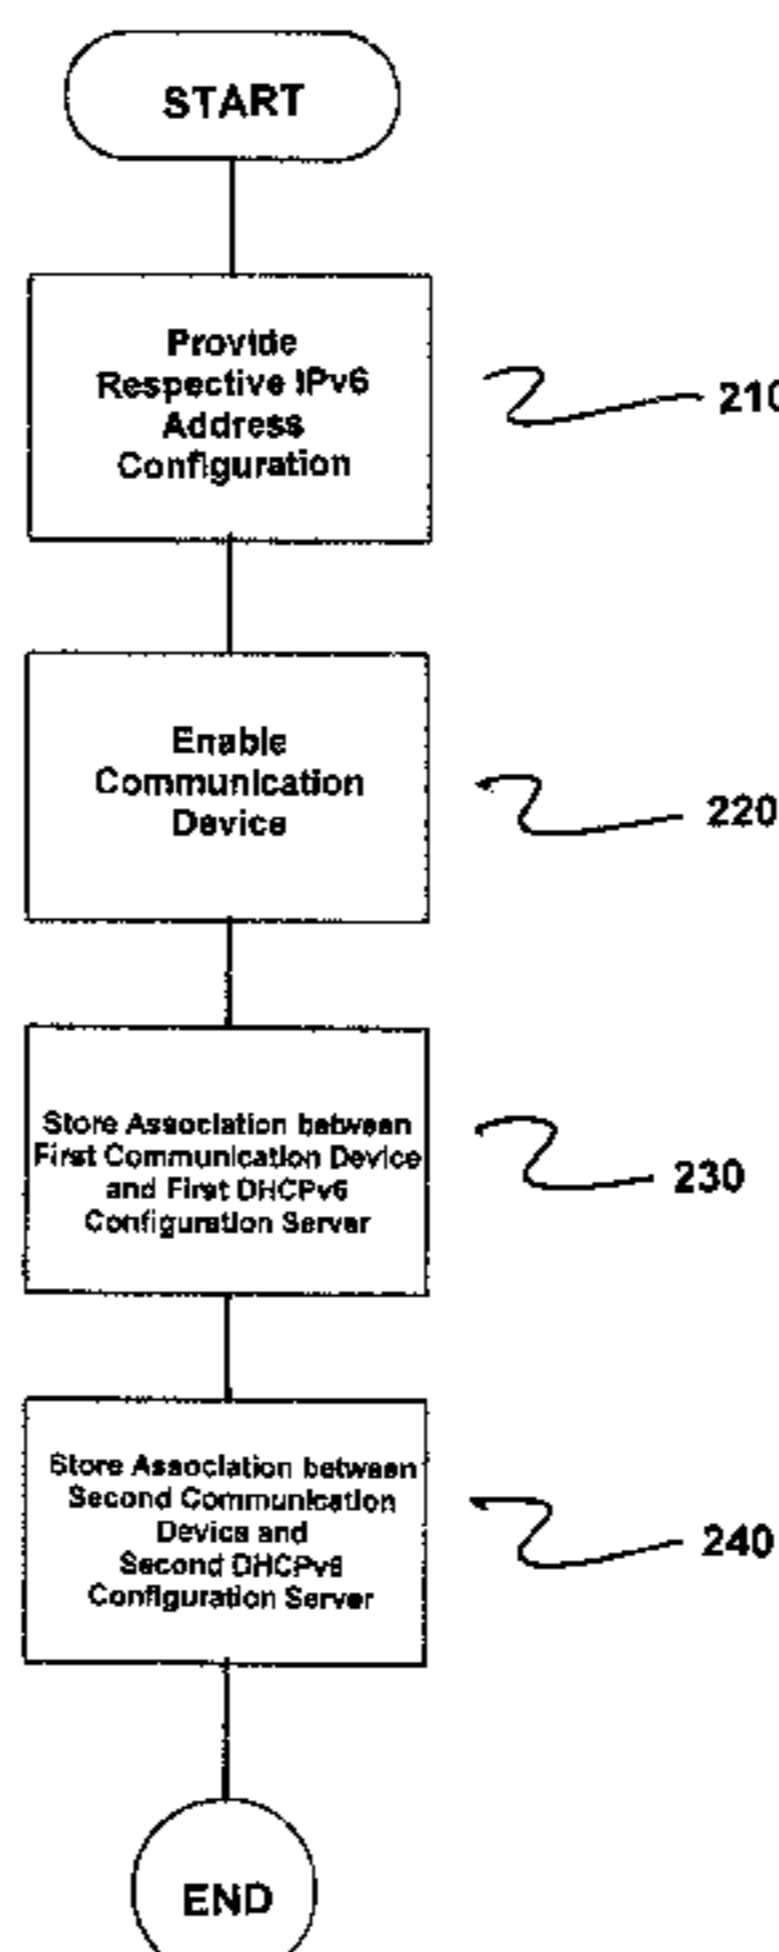 START
Provide
Respective IPv6
Address
Configuration
210
Enable
Communication
Device
220
Store Association between
First Communication Device
and First DHCPv6
Configuration Server
230
Store Association between
Second Communication
Device and
Second DHCPv6
Configuration Server
240
END